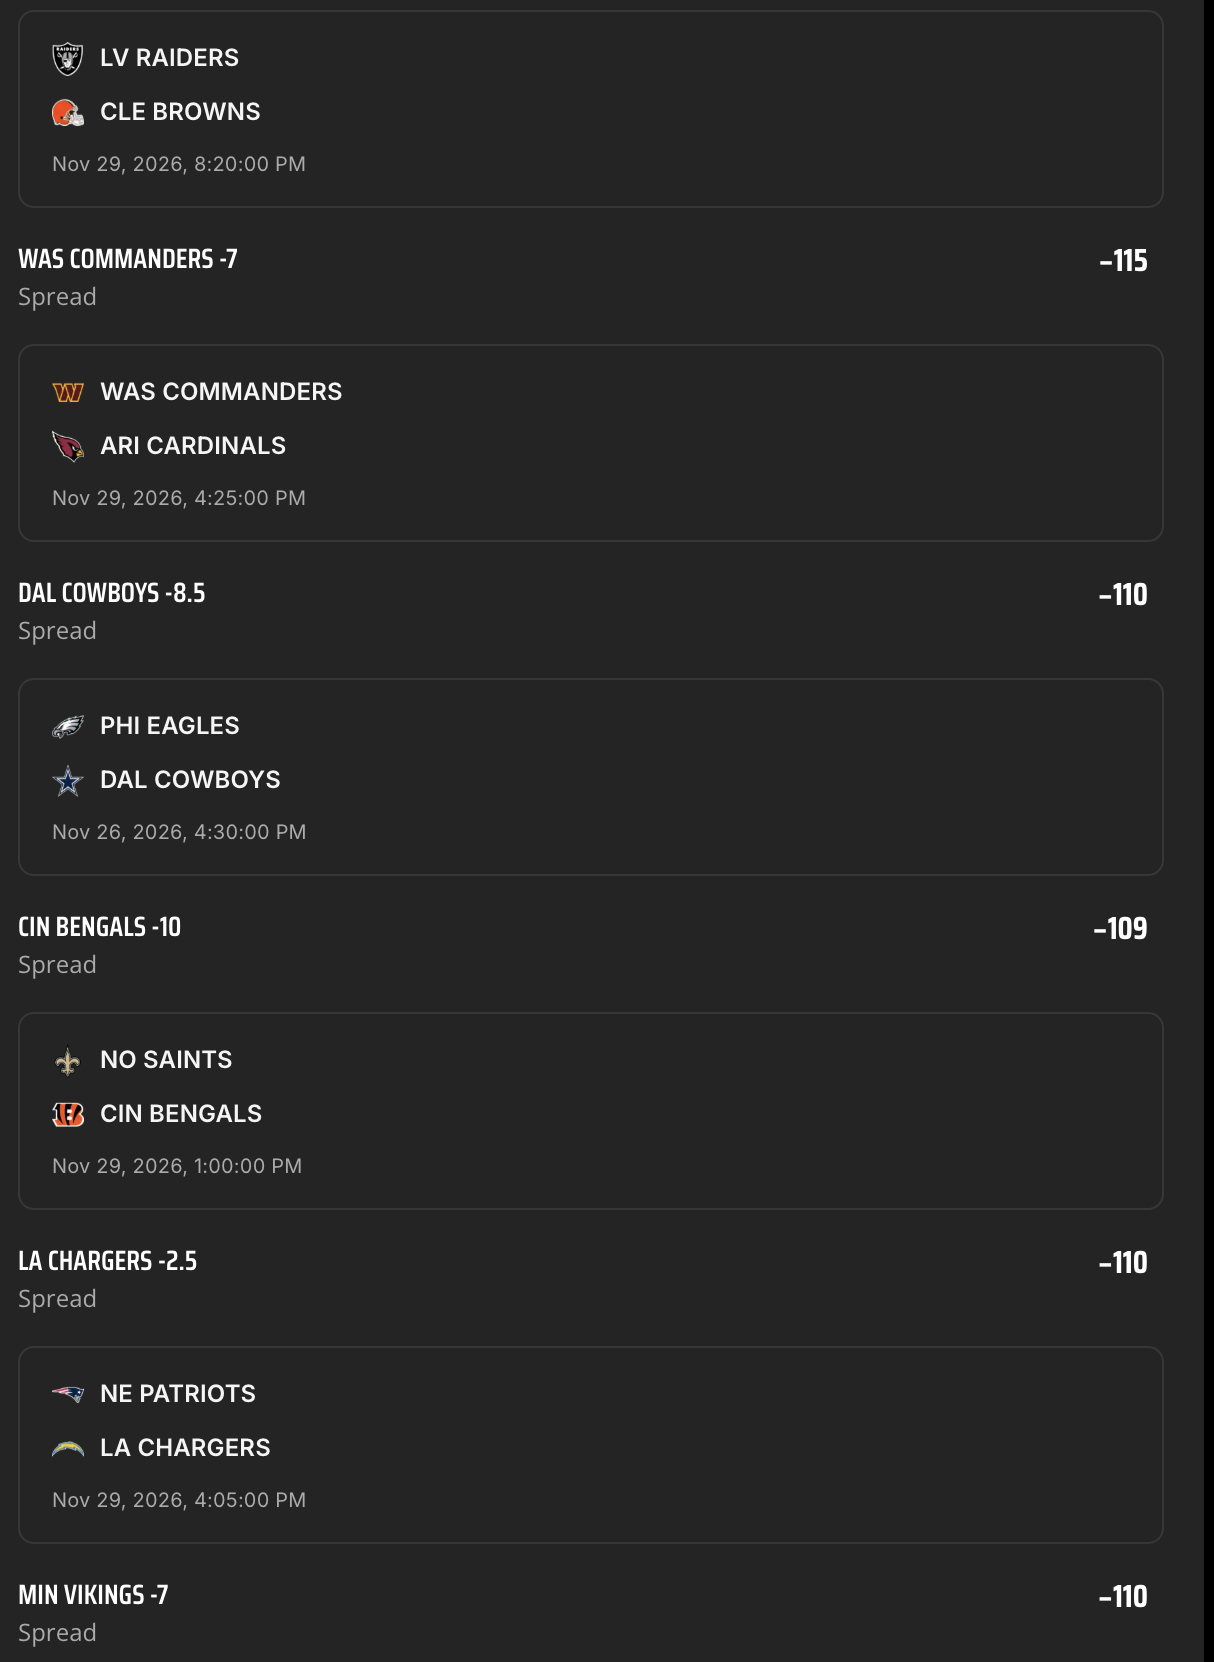 LV RAIDERS
CLE BROWNS
Nov 29, 2026, 8:20:00 PM
WAS COMMANDERS -7
–115
Spread
WAS COMMANDERS
ARI CARDINALS
Nov 29, 2026, 4:25:00 PM
DAL COWBOYS -8.5
–110
Spread
PHI EAGLES
DAL COWBOYS
Nov 26, 2026, 4:30:00 PM
CIN BENGALS -10
–109
Spread
NO SAINTS
CIN BENGALS
Nov 29, 2026, 1:00:00 PM
LA CHARGERS -2.5
–110
Spread
NE PATRIOTS
LA CHARGERS
Nov 29, 2026, 4:05:00 PM
MIN VIKINGS -7
–110
Spread